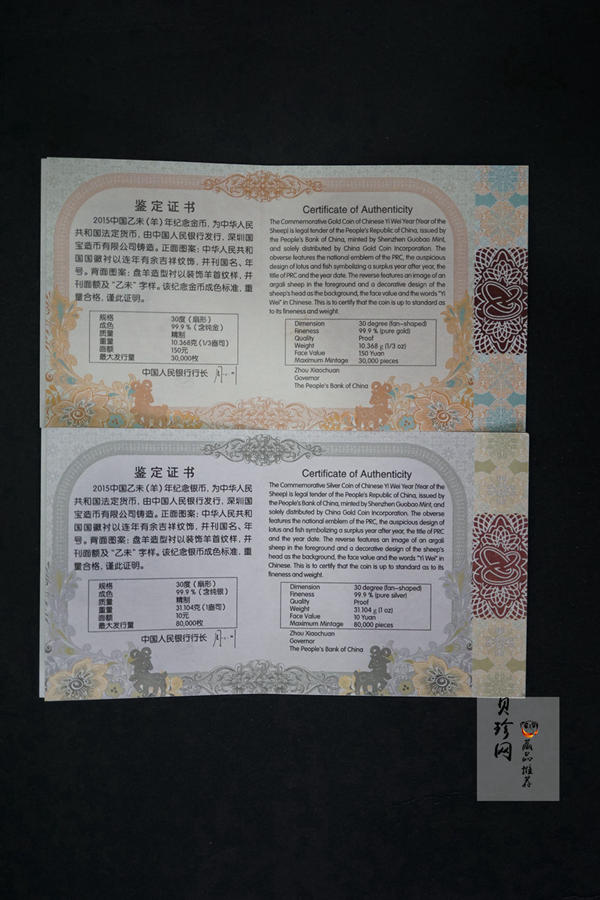 鉴定证书
2015中国乙未（羊）年纪念金币，为中华人民
共和国法定货币，由中国人民银行发行，深圳国
宝造币有限公司铸造。正面图案：中华人民共和
国国徽衬以连年有余吉祥纹饰，并刊国名、年
号。背面图案：盘羊造型衬以装饰羊首纹样，并
刊面额及“乙未”字样。该纪念金币成色标准，重
量合格，谨此证明。
规格 30度（扇形）
成色 99.9％（含纯金）
质量 精制
重量 10.368克(1/3盎司)
面额 150元
最大发行量 30,000枚
中国人民银行行长
Certificate of Authenticity
The Commemorative Gold Coin of Chinese Yi Wei Year (Year of the
Sheep) is legal tender of the People's Republic of China, issued by
the People's Bank of China, minted by Shenzhen Guobao Mint,
and solely distributed by China Gold Coin Incorporation. The
obverse features the national emblem of the PRC, the auspicious
design of lotus and fish symbolizing a surplus year after year, the
title of PRC and the year date. The reverse features an image of an
argali sheep in the foreground and a decorative design of the
sheep's head as the background, the face value and the words "Yi
Wei" in Chinese. This is to certify that the coin is up to standard as
to its fineness and weight.
Dimension 30 degree (fan-shaped)
Fineness 99.9 % (pure gold)
Quality Proof
Weight 10.368 g (1/3 oz)
Face Value 150 Yuan
Maximum Mintage 30,000 pieces
Zhou Xiaochuan
Governor
The People's Bank of China
鉴定证书
2015中国乙未（羊）年纪念银币，为中华人民
共和国法定货币，由中国人民银行发行，深圳国
宝造币有限公司铸造。正面图案：中华人民共和
国国徽衬以连年有余吉祥纹饰，并刊国名、年
号。背面图案：盘羊造型衬以装饰羊首纹样，并
刊面额及“乙未”字样。该纪念银币成色标准，重
量合格，谨此证明。
规格 30度（扇形）
成色 99.9％（含纯银）
质量 精制
重量 31.104克(1盎司)
面额 10元
最大发行量 80,000枚
中国人民银行行长
Certificate of Authenticity
The Commemorative Silver Coin of Chinese Yi Wei Year (Year of the
Sheep) is legal tender of the People's Republic of China, issued by
the People's Bank of China, minted by Shenzhen Guobao Mint, and
solely distributed by China Gold Coin Incorporation. The obverse
features the national emblem of the PRC, the auspicious design of
lotus and fish symbolizing a surplus year after year, the title of PRC
and the year date. The reverse features an image of an argali
sheep in the foreground and a decorative design of the sheep's
head as the background, the face value and the words "Yi Wei" in
Chinese. This is to certify that the coin is up to standard as to its
fineness and weight.
Dimension 30 degree (fan-shaped)
Fineness 99.9 % (pure silver)
Quality Proof
Weight 31.104 g (1 oz)
Face Value 10 Yuan
Maximum Mintage 80,000 pieces
Zhou Xiaochuan
Governor
The People's Bank of China
珍网
藏品推荐